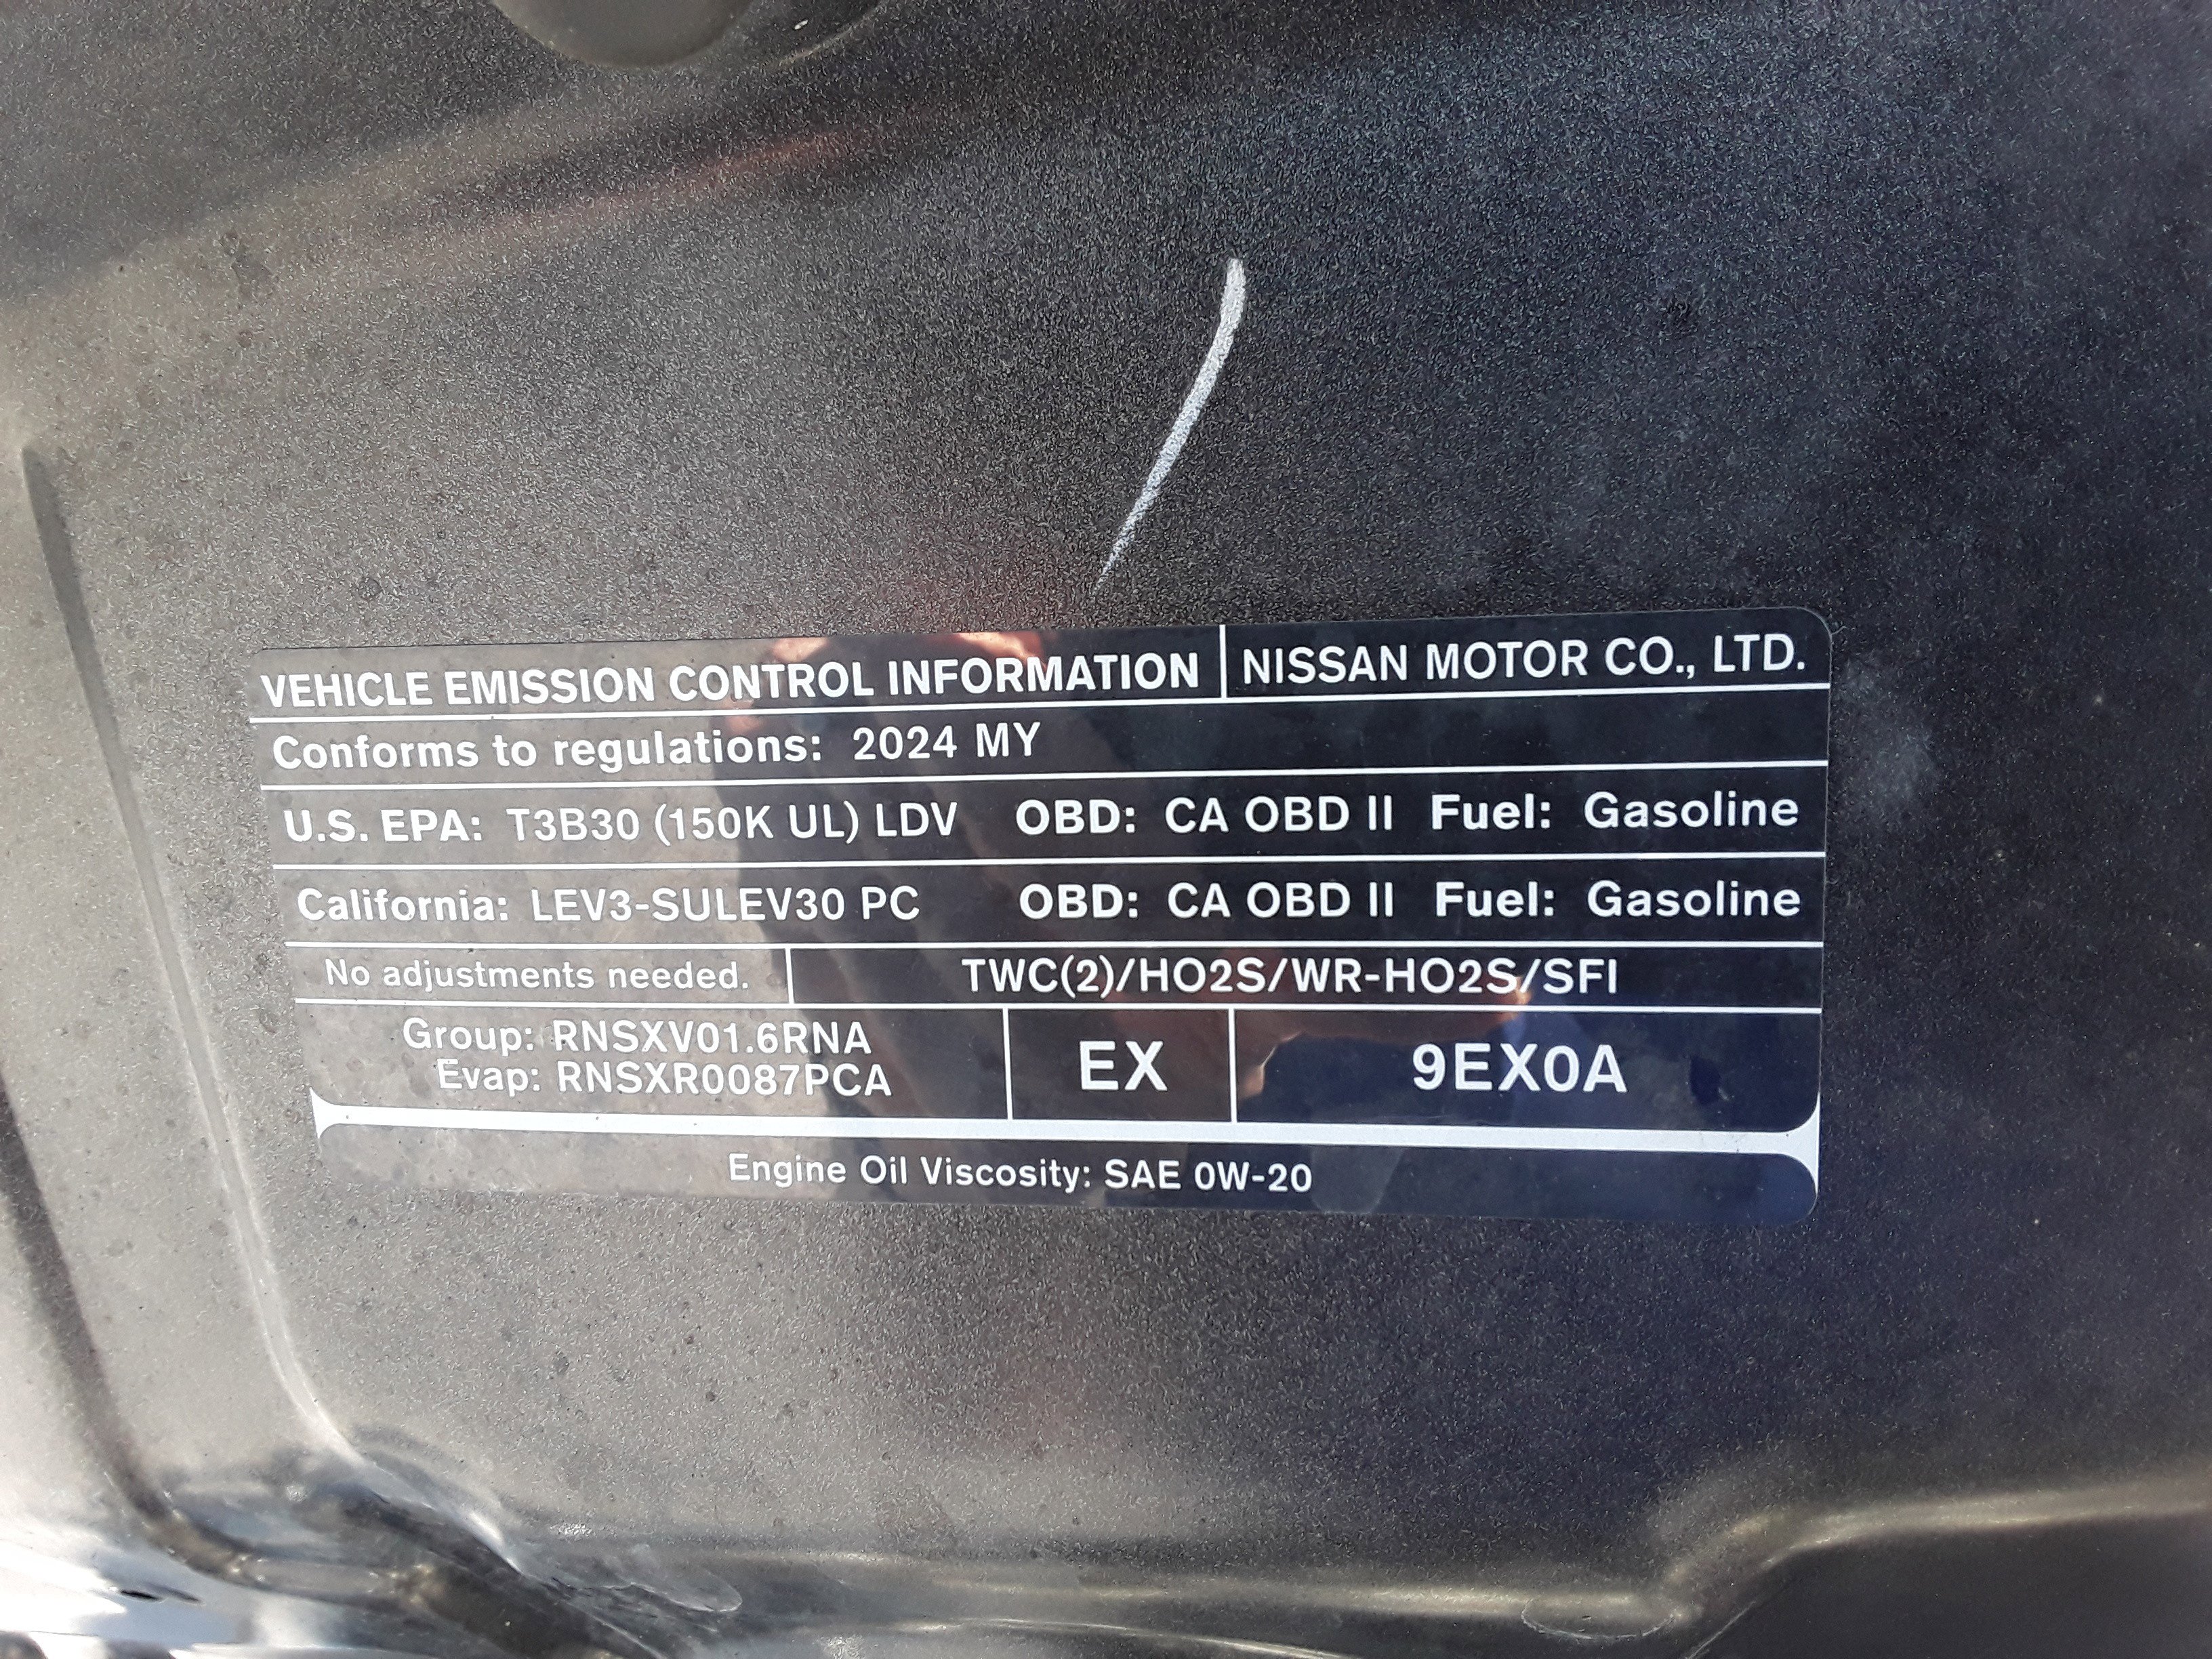 VEHICLE EMISSION CONTROL INFORMATION NISSAN MOTOR CO., LTD.
Conforms to regulations: 2024 MY
U.S. EPA: T3B30 (150K UL) LDV OBD: CA OBD II Fuel: Gasoline
California: LEV3-SULEV30 PC OBD: CA OBD II Fuel: Gasoline
No adjustments needed. TWC(2)/HO2S/WR-HO2S/SFI
Group: RNSXV01.6RNA
Evap: RNSXR0087PCA
EX
9EX0A
Engine Oil Viscosity: SAE 0W-20